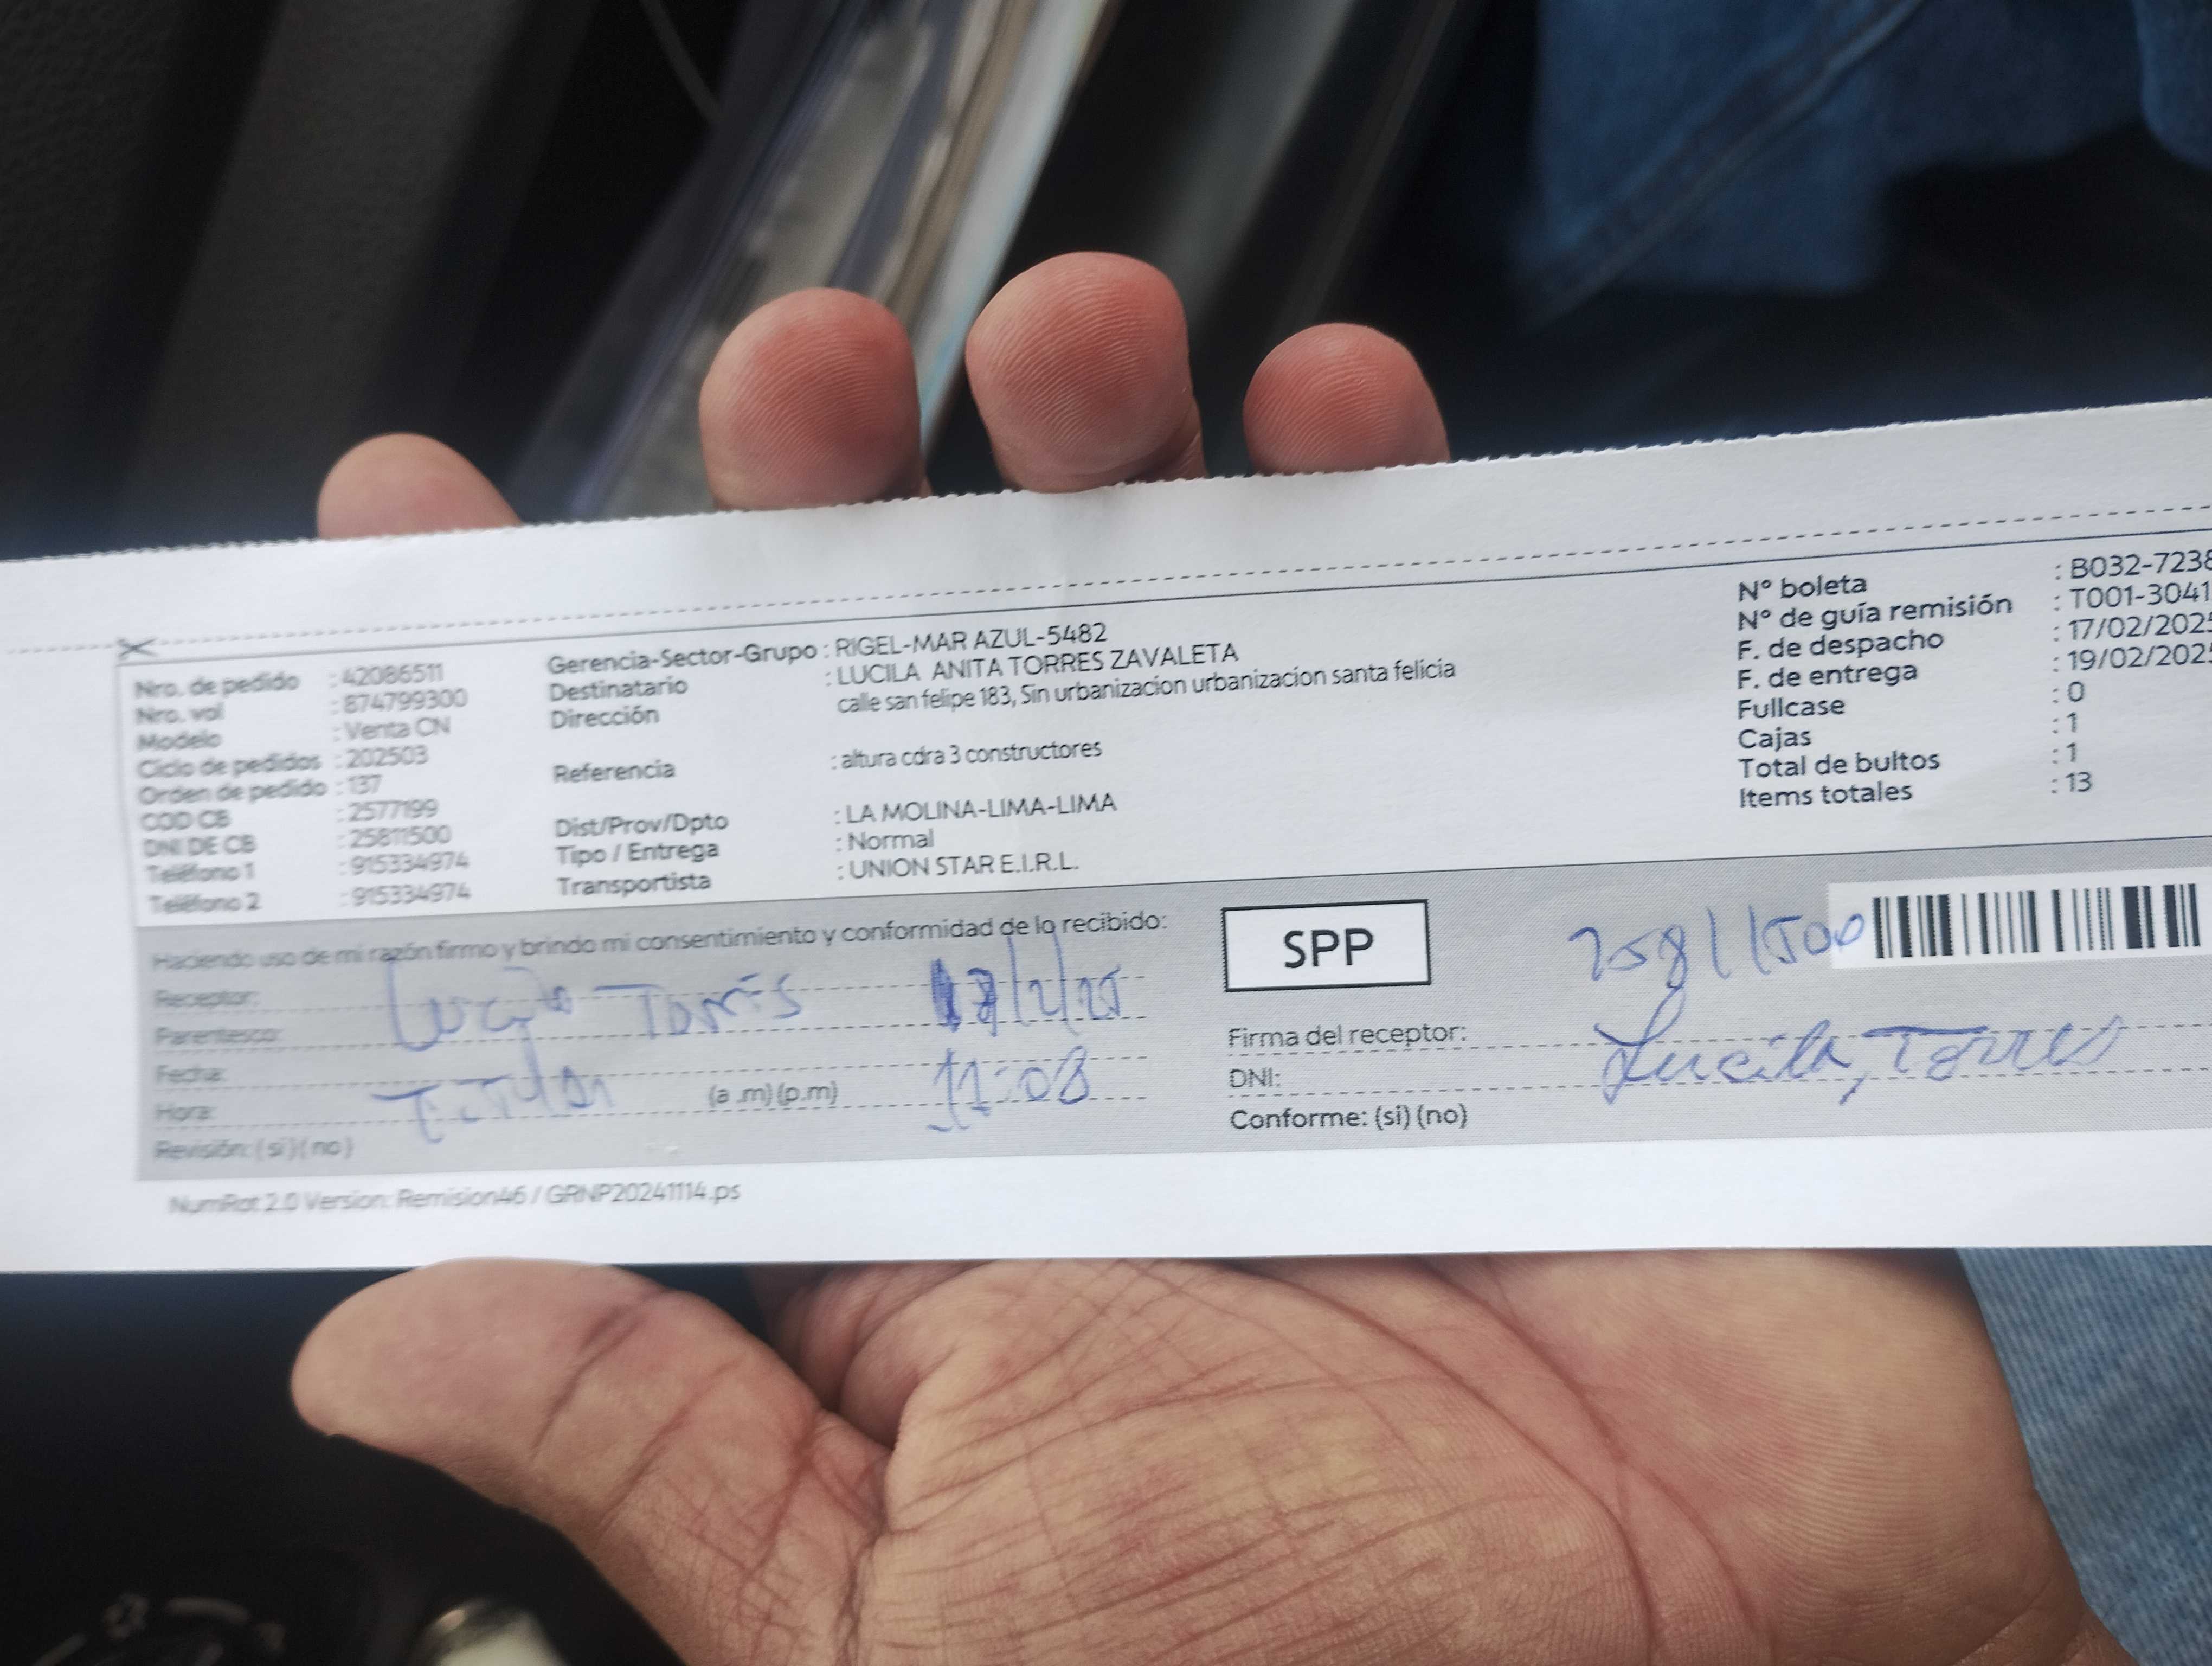 Nro. de pedido : 42086511
Nro. vol : 874799300
Modelo : Venta CN
Ciclo de pedidos : 202503
Orden de pedido : 137
COD CB : 2577199
DNI DE CB : 25811500
Teléfono 1 : 915334974
Teléfono 2 : 915334974
Gerencia-Sector-Grupo : RIGEL-MAR AZUL-5482
Destinatario : LUCILA ANITA TORRES ZAVALETA
Dirección calle san felipe 183, Sin urbanizacion urbanizacion santa felicia
Referencia : altura cdra 3 constructores
Dist/Prov/Dpto : LA MOLINA-LIMA-LIMA
Tipo / Entrega : Normal
Transportista : UNION STAR E.I.R.L.
N° boleta : B032-7238
N° de guía remisión : T001-3041
F. de despacho : 17/02/2025
F. de entrega : 19/02/2025
Fullcase : 0
Cajas : 1
Total de bultos : 1
Items totales : 13
Haciendo uso de mi razón firmo y brindo mi consentimiento y conformidad de lo recibido:
Receptor: Torres
Parentesco:
Fecha:
Hora: (a .m) (p.m) 11:08
Revisión: (si) (no)
SPP
25811500
Firma del receptor: Lucila, Torres
DNI:
Conforme: (si) (no)
NumRot 2.0 Version: Remision46 / GRNP20241114.ps